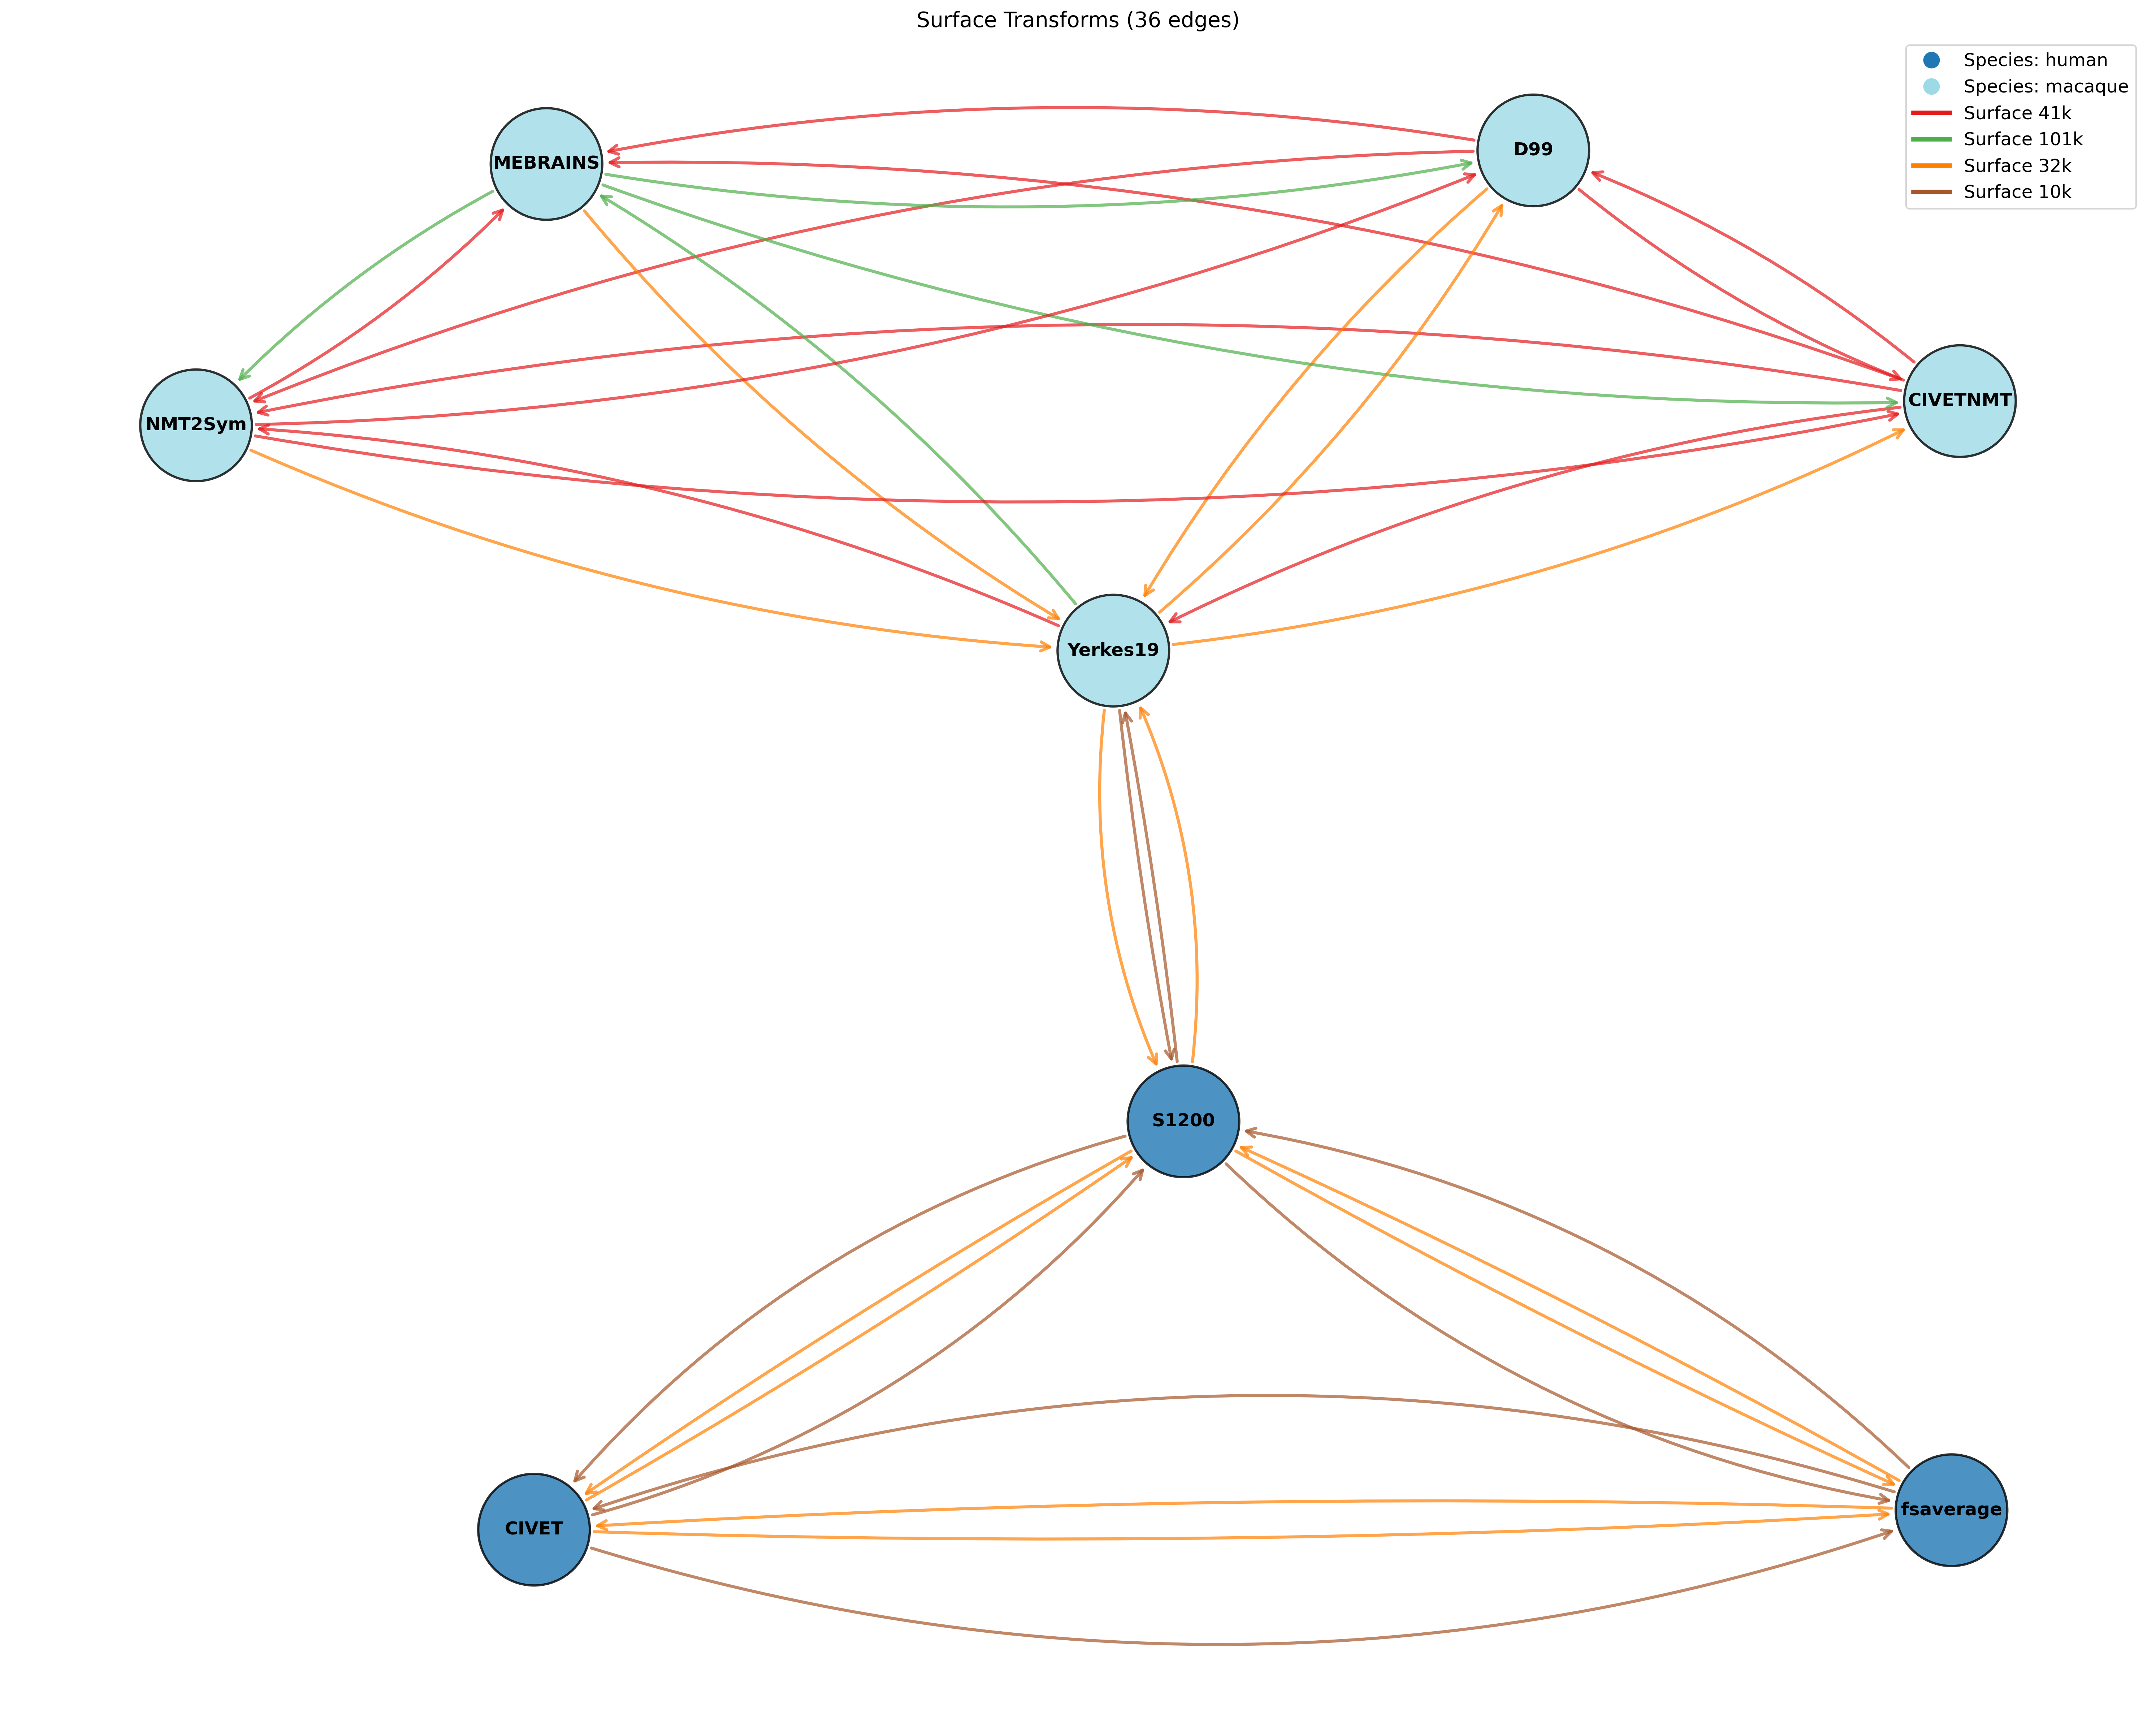 Surface Transforms (36 edges)
Species: human
Species: macaque
Surface 41k
Surface 101k
Surface 32k
Surface 10k
MEBRAINS
D99
CIVETNMT
NMT2Sym
Yerkes19
S1200
CIVET
fsaverage